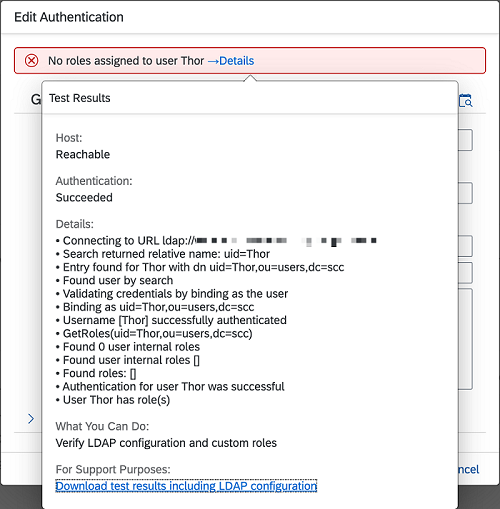 Edit Authentication
No roles assigned to user Thor →Details
G
Test Results
Host:
Reachable
Authentication:
Succeeded
Details:
• Connecting to URL ldap://
• Search returned relative name: uid=Thor
• Entry found for Thor with dn uid=Thor,ou=users,dc=scc
• Found user by search
• Validating credentials by binding as the user
• Binding as uid=Thor,ou=users,dc=scc
• Username [Thor] successfully authenticated
• GetRoles(uid=Thor,ou=users,dc=scc)
• Found 0 user internal roles
• Found user internal roles []
• Found roles: []
• Authentication for user Thor was successful
• User Thor has role(s)
What You Can Do:
Verify LDAP configuration and custom roles
For Support Purposes:
Download test results including LDAP configuration
ncel